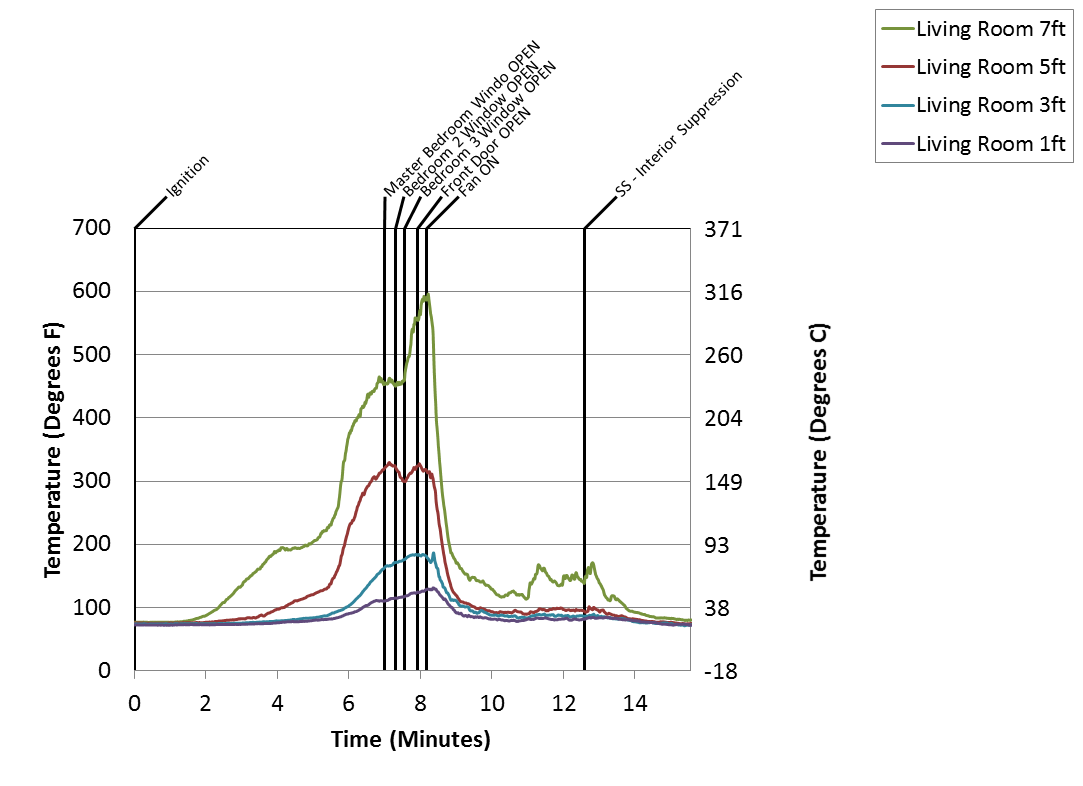 Living Room 7ft
Living Room 5ft
Living Room 3ft
Living Room 1ft
Ignition
Master Bedroom Windo OPEN
Bedroom 2 Window OPEN
Bedroom 3 Window OPEN
Front Door OPEN
Fan ON
SS - Interior Suppression
700
600
500
400
300
200
100
0
Temperature (Degrees F)
371
316
260
204
149
93
38
-18
Temperature (Degrees C)
0 2 4 6 8 10 12 14
Time (Minutes)